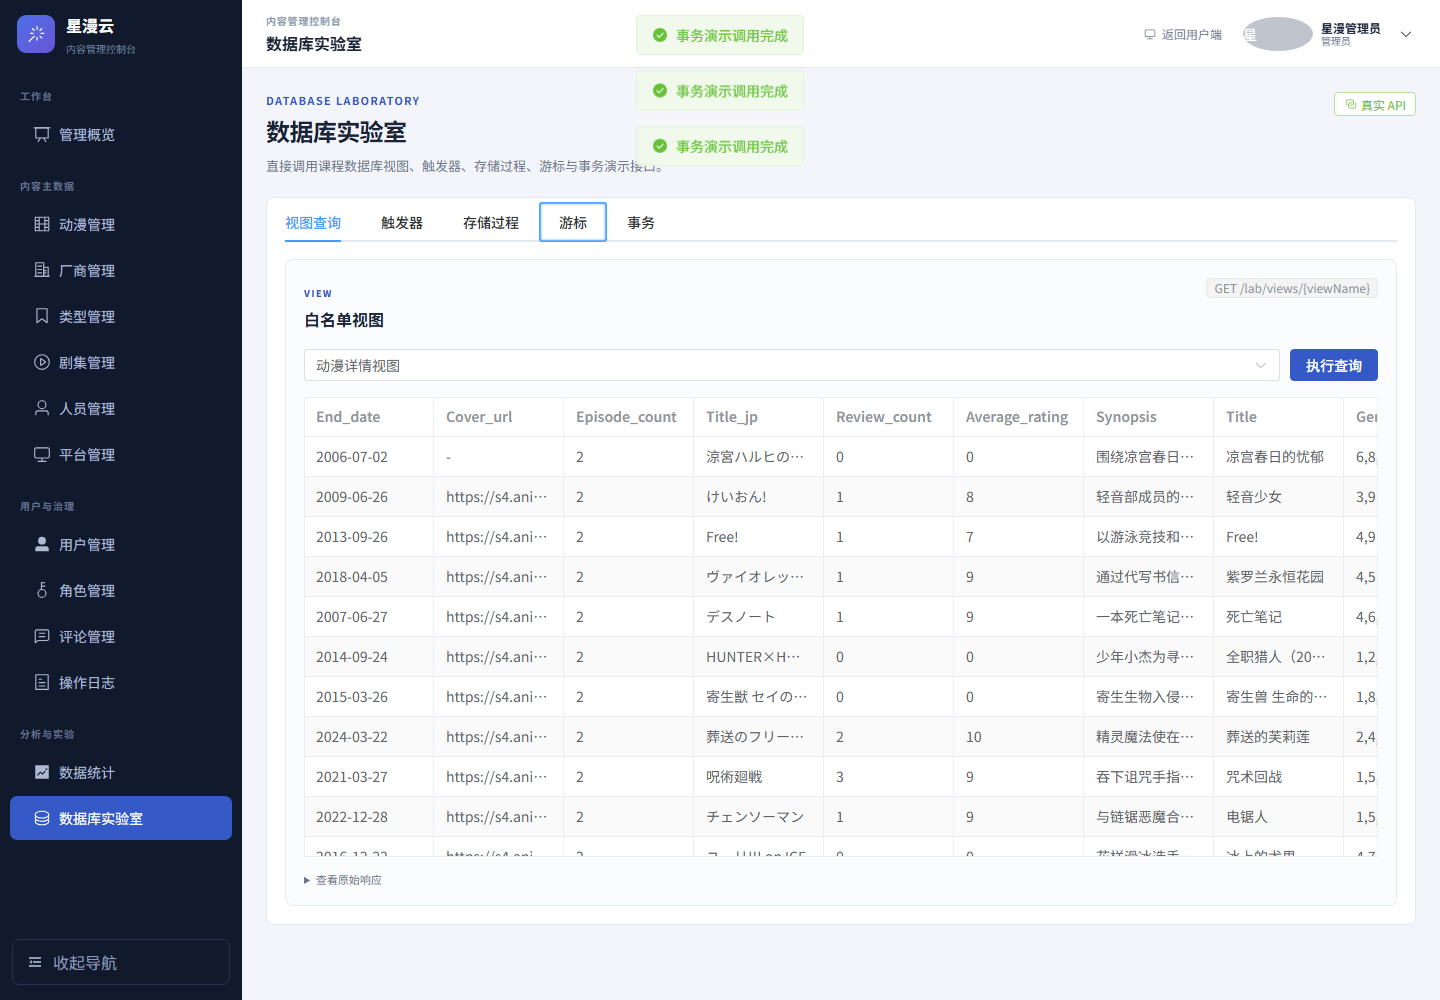 星漫云
内容管理控制台
工作台
管理概览
内容主数据
动漫管理
厂商管理
类型管理
剧集管理
人员管理
平台管理
用户与治理
用户管理
角色管理
评论管理
操作日志
分析与实验
数据统计
数据库实验室
收起导航
内容管理控制台
数据库实验室
返回用户端
星
星漫管理员
管理员
事务演示调用完成
事务演示调用完成
事务演示调用完成
DATABASE LABORATORY
数据库实验室
直接调用课程数据库视图、触发器、存储过程、游标与事务演示接口。
真实 API
视图查询 触发器 存储过程 游标 事务
VIEW
白名单视图
GET /lab/views/{viewName}
动漫详情视图
执行查询
End_date Cover_url Episode_count Title_jp Review_count Average_rating Synopsis Title Ger
2006-07-02 - 2 涼宮ハルヒの… 0 0 围绕凉宫春日… 凉宫春日的忧郁 6,8,
2009-06-26 https://s4.ani… 2 けいおん! 1 8 轻音部成员的… 轻音少女 3,9
2013-09-26 https://s4.ani… 2 Free! 1 7 以游泳竞技和… Free! 4,9
2018-04-05 https://s4.ani… 2 ヴァイオレッ… 1 9 通过代写书信… 紫罗兰永恒花园 4,5
2007-06-27 https://s4.ani… 2 デスノート 1 9 一本死亡笔记… 死亡笔记 4,6,
2014-09-24 https://s4.ani… 2 HUNTER×H… 0 0 少年小杰为寻… 全职猎人（20… 1,2,
2015-03-26 https://s4.ani… 2 寄生獣 セイの… 0 0 寄生生物入侵… 寄生兽 生命的… 1,8,
2024-03-22 https://s4.ani… 2 葬送のフリー… 2 10 精灵魔法使在… 葬送的芙莉莲 2,4,
2021-03-27 https://s4.ani… 2 呪術廻戦 3 9 吞下诅咒手指… 咒术回战 1,5,
2022-12-28 https://s4.ani… 2 チェンソーマン 1 9 与链锯恶魔合… 电锯人 1,5,
查看原始响应